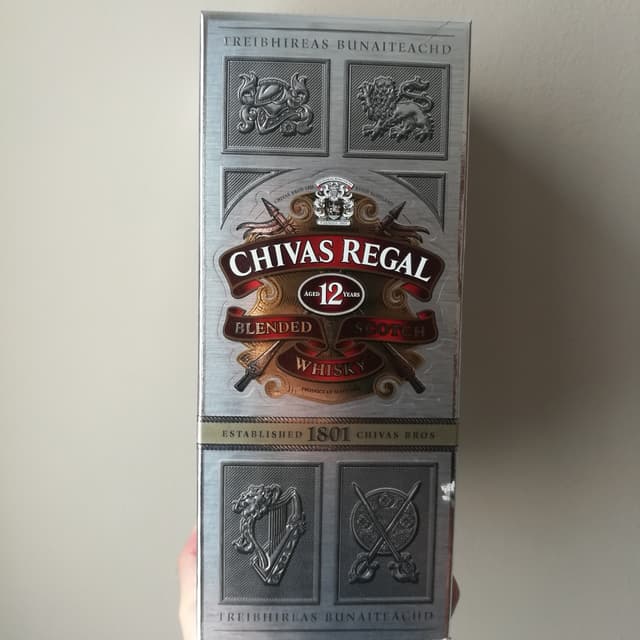 TREIBHIREAS BUNAITEACHD
CHIVAS REGAL
AGED 12 YEARS
BLENDED SCOTCH
WHISKY
ESTABLISHED 1801 CHIVAS BROS
TREIBHIREAS BUNAITEACHD